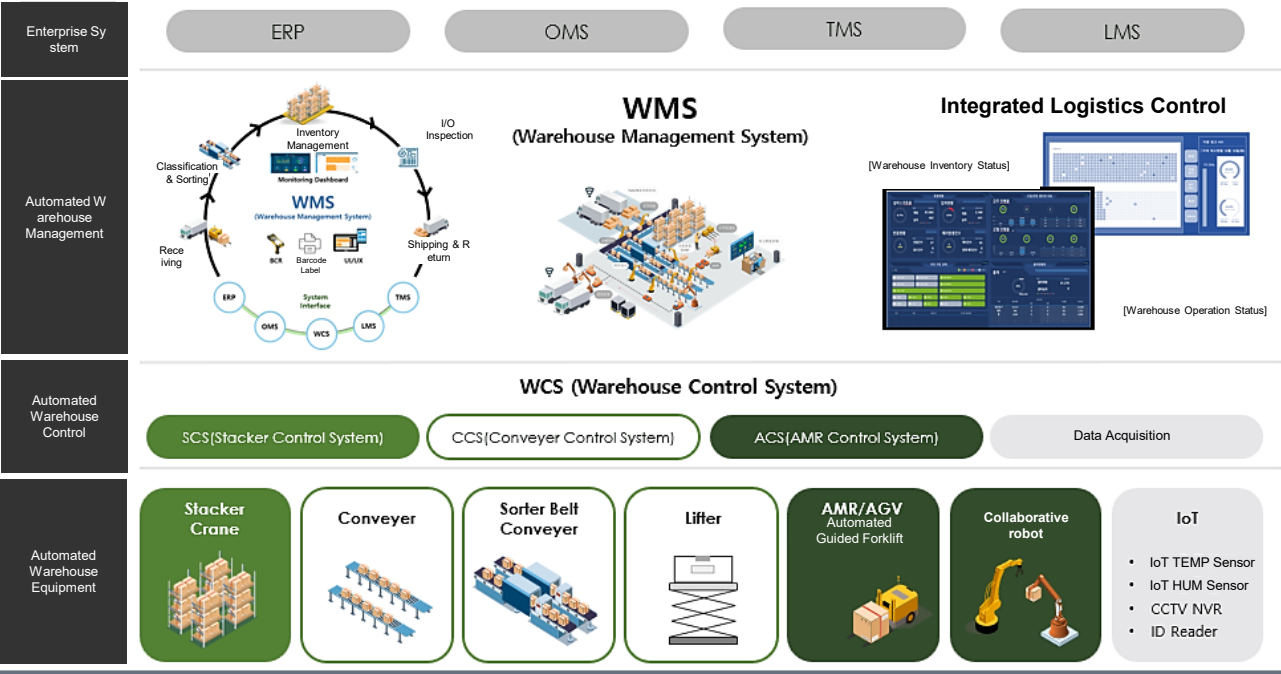 Enterprise Sy
stem
ERP
OMS
TMS
LMS
Automated W
arehouse
Management
Inventory
Management
I/O
Inspection
Classification
& Sorting
Monitoring Dashboard
WMS
(Warehouse Management System)
Rece
iving
BCR
Barcode
Label
UI/UX
Shipping & R
eturn
ERP
System
Interface
TMS
OMS
WCS
LMS
WMS
(Warehouse Management System)
Integrated Logistics Control
[Warehouse Inventory Status]
[Warehouse Operation Status]
Automated
Warehouse
Control
WCS (Warehouse Control System)
SCS(Stacker Control System)
CCS(Conveyer Control System)
ACS(AMR Control System)
Data Acquisition
Automated
Warehouse
Equipment
Stacker
Crane
Conveyer
Sorter Belt
Conveyer
Lifter
AMR/AGV
Automated
Guided Forklift
Collaborative
robot
IoT
• IoT TEMP Sensor
• IoT HUM Sensor
• CCTV NVR
• ID Reader